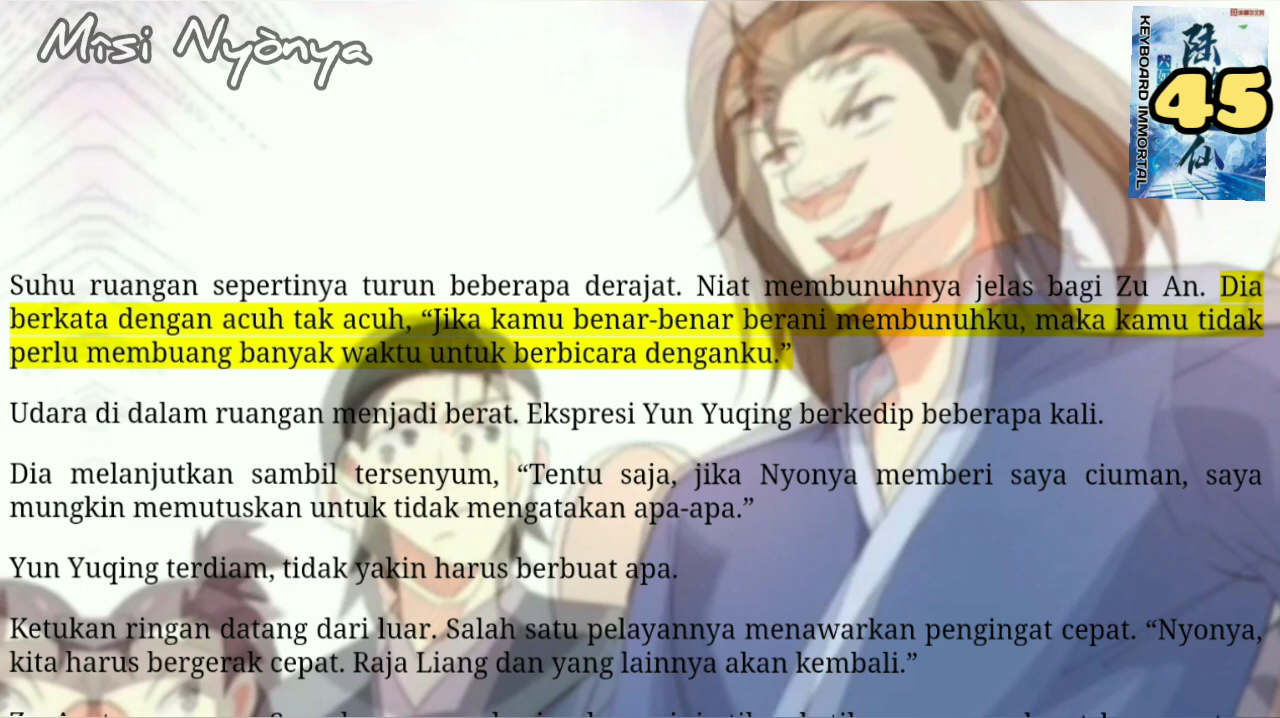 Misi Nyònya
KEYBOARD IMMORTAL
45
Suhu ruangan sepertinya turun beberapa derajat. Niat membunuhnya jelas bagi Zu An. Dia
berkata dengan acuh tak acuh, “Jika kamu benar-benar berani membunuhku, maka kamu tidak
perlu membuang banyak waktu untuk berbicara denganku.”
Udara di dalam ruangan menjadi berat. Ekspresi Yun Yuqing berkedip beberapa kali.
Dia melanjutkan sambil tersenyum, “Tentu saja, jika Nyonya memberi saya ciuman, saya
mungkin memutuskan untuk tidak mengatakan apa-apa.”
Yun Yuqing terdiam, tidak yakin harus berbuat apa.
Ketukan ringan datang dari luar. Salah satu pelayannya menawarkan pengingat cepat. “Nyonya,
kita harus bergerak cepat. Raja Liang dan yang lainnya akan kembali.”